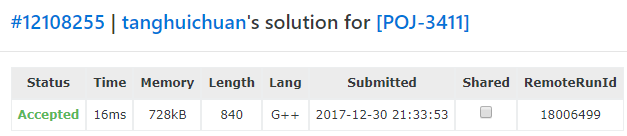 #12108255 | tanghuichuan's solution for [POJ-3411]
Status Time Memory Length Lang Submitted Shared RemoteRunId
Accepted 16ms 728kB 840 G++ 2017-12-30 21:33:53 18006499